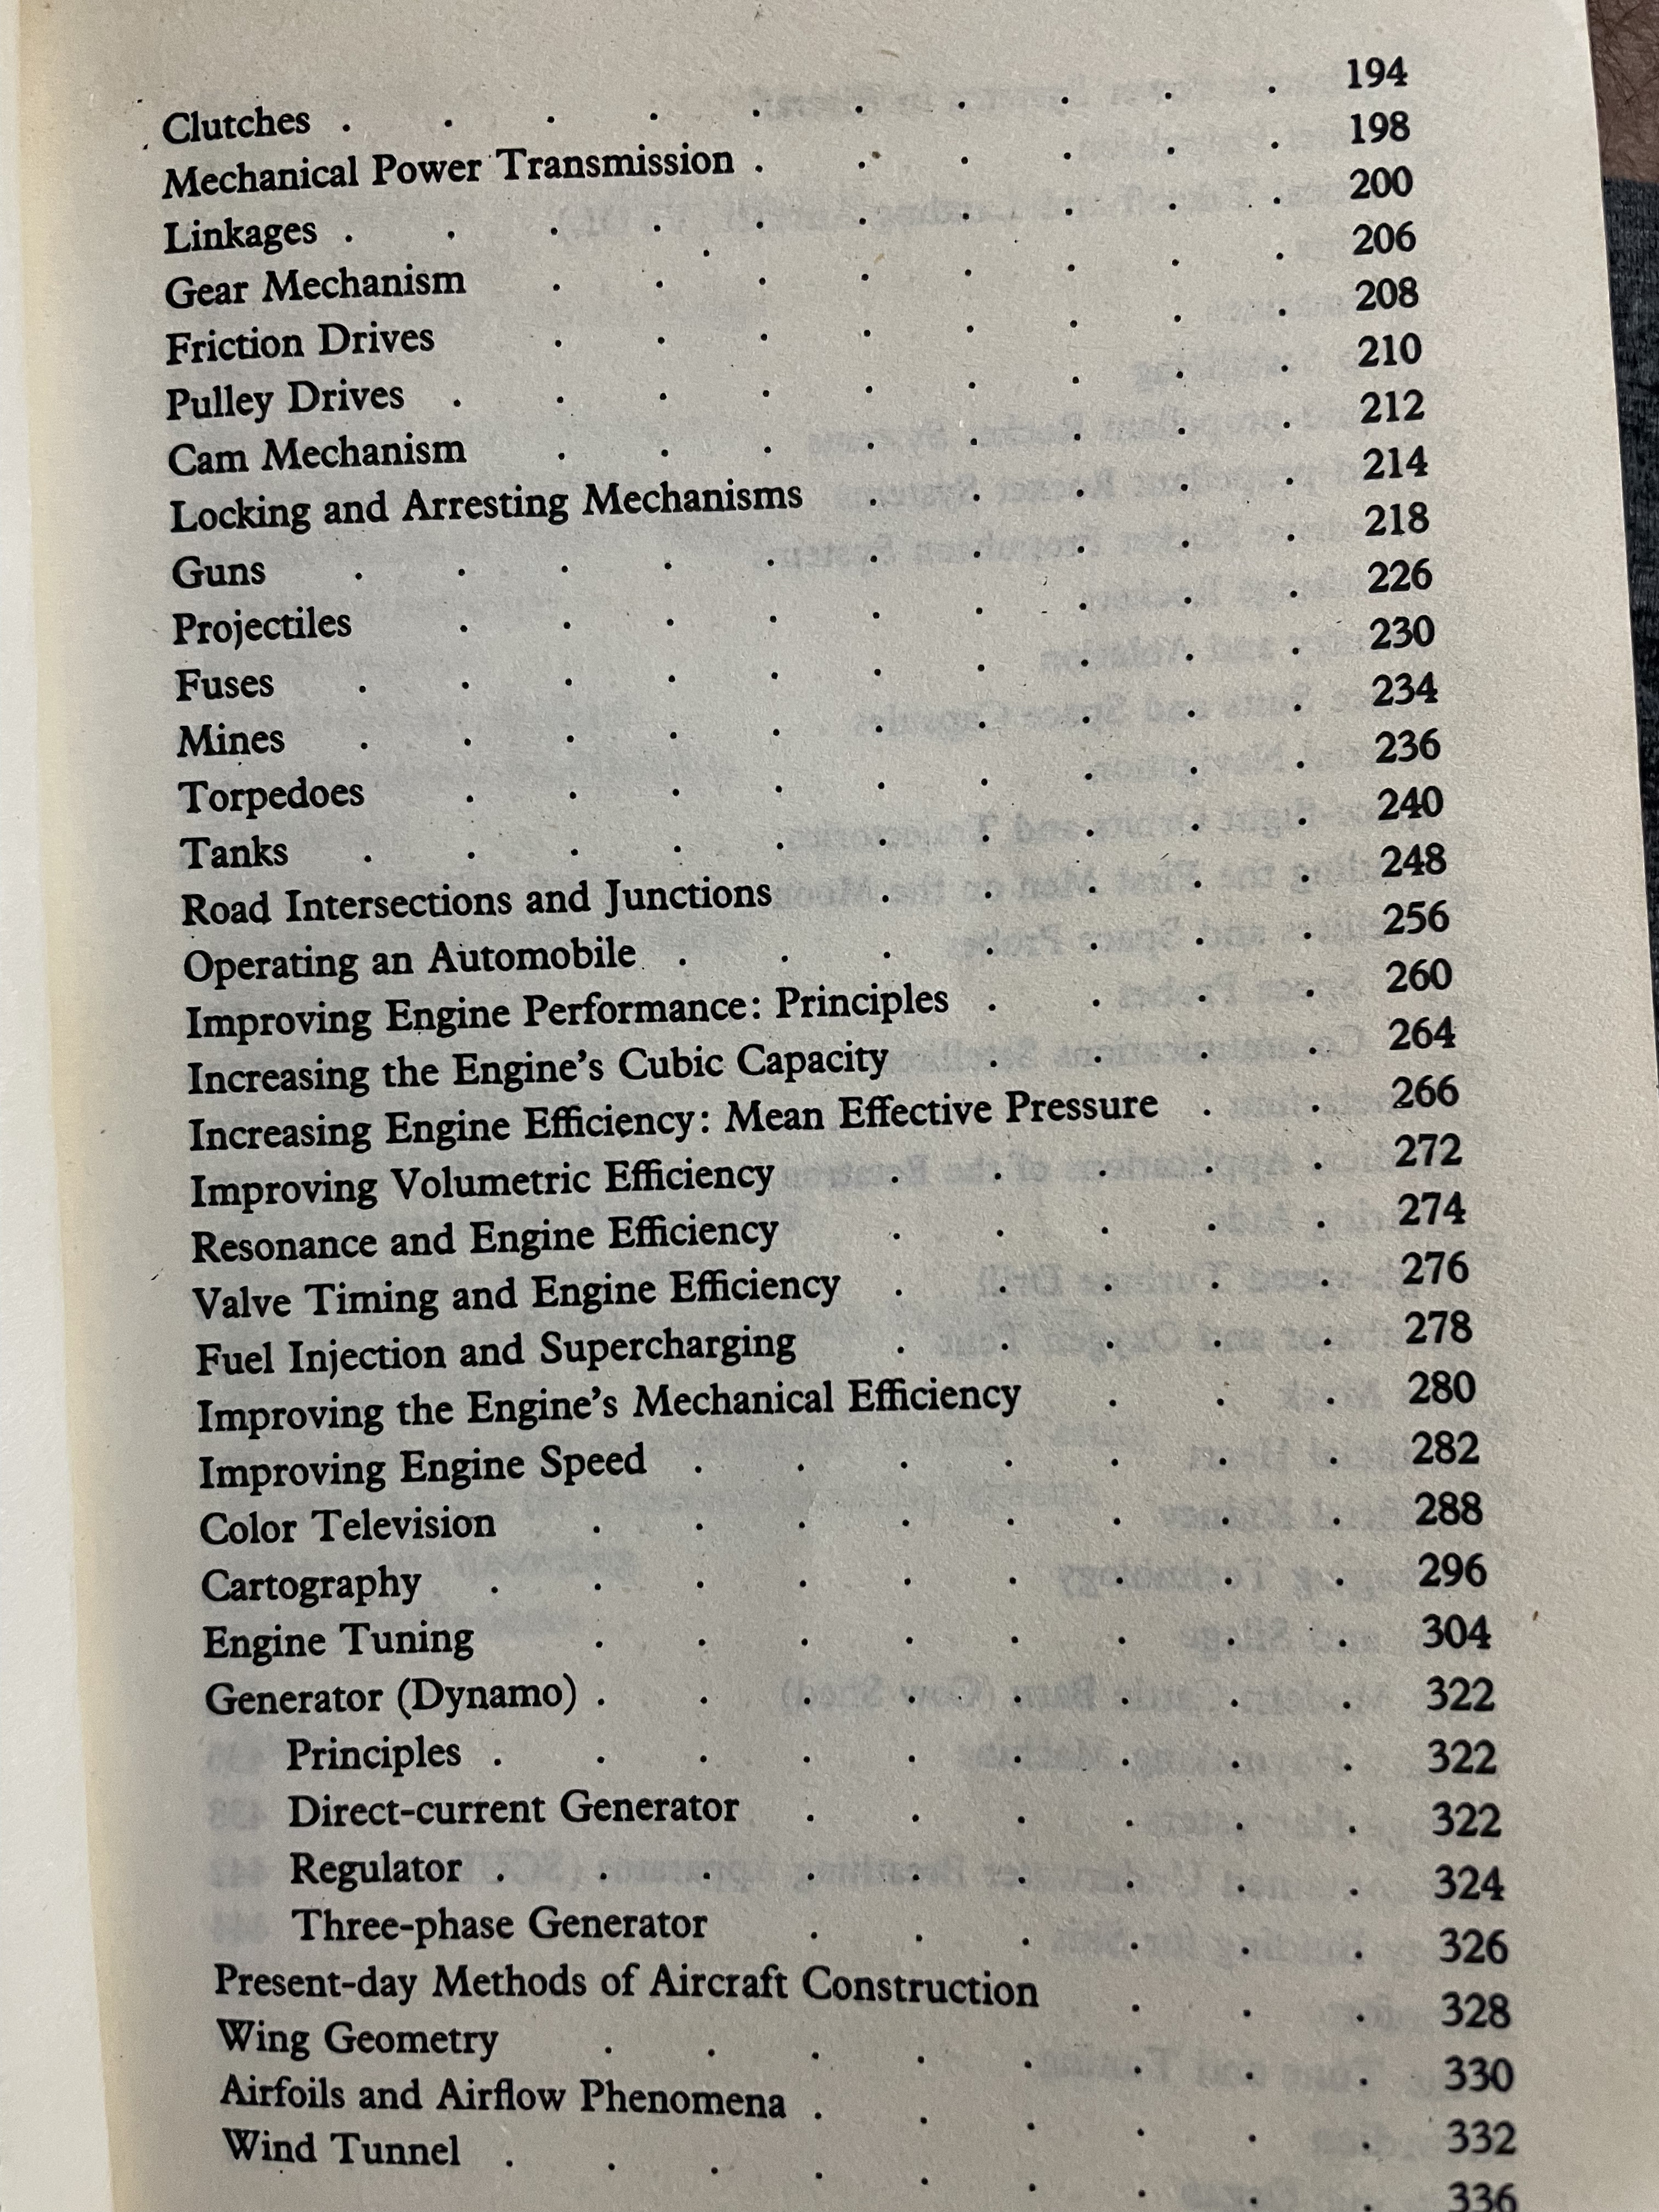 Clutches . . . . . . . . . . 194
Mechanical Power Transmission . . . . . . 198
Linkages . . . . . . . . . . 200
Gear Mechanism . . . . . . . . 206
Friction Drives . . . . . . . . 208
Pulley Drives . . . . . . . . . 210
Cam Mechanism . . . . . . . . 212
Locking and Arresting Mechanisms . . . . . 214
Guns . . . . . . . . . . 218
Projectiles . . . . . . . . . 226
Fuses . . . . . . . . . . 230
Mines . . . . . . . . . . 234
Torpedoes . . . . . . . . . 236
Tanks . . . . . . . . . . 240
Road Intersections and Junctions . . . . . 248
Operating an Automobile . . . . . . . 256
Improving Engine Performance: Principles . . . . 260
Increasing the Engine’s Cubic Capacity . . . . 264
Increasing Engine Efficiency: Mean Effective Pressure . . 266
Improving Volumetric Efficiency . . . . . 272
Resonance and Engine Efficiency . . . . . 274
Valve Timing and Engine Efficiency . . . . . 276
Fuel Injection and Supercharging . . . . . 278
Improving the Engine’s Mechanical Efficiency . . . 280
Improving Engine Speed . . . . . . . 282
Color Television . . . . . . . . 288
Cartography . . . . . . . . . 296
Engine Tuning . . . . . . . . 304
Generator (Dynamo) . . . . . . . . 322
Principles . . . . . . . . . 322
Direct-current Generator . . . . . . 322
Regulator . . . . . . . . . 324
Three-phase Generator . . . . . . 326
Present-day Methods of Aircraft Construction . . . 328
Wing Geometry . . . . . . . . 330
Airfoils and Airflow Phenomena . . . . . . 332
Wind Tunnel . . . . . . . . . 336